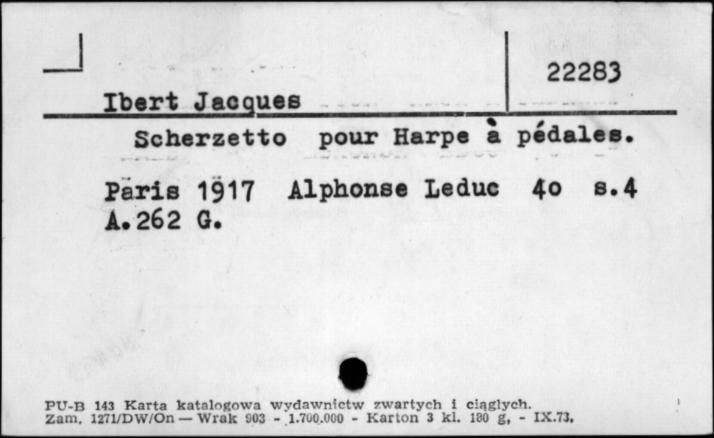 22283
Ibert Jacques
Scherzetto pour Harpe à pédales.
Paris 1917 Alphonse Leduc 4o s.4
A.262 G.
PU-B 143 Karta katalogowa wydawnictw zwartych i ciągłych.
Zam. 1271/DW/On — Wrak 903 - 1.700.000 - Karton 3 kl. 180 g, - IX.73.